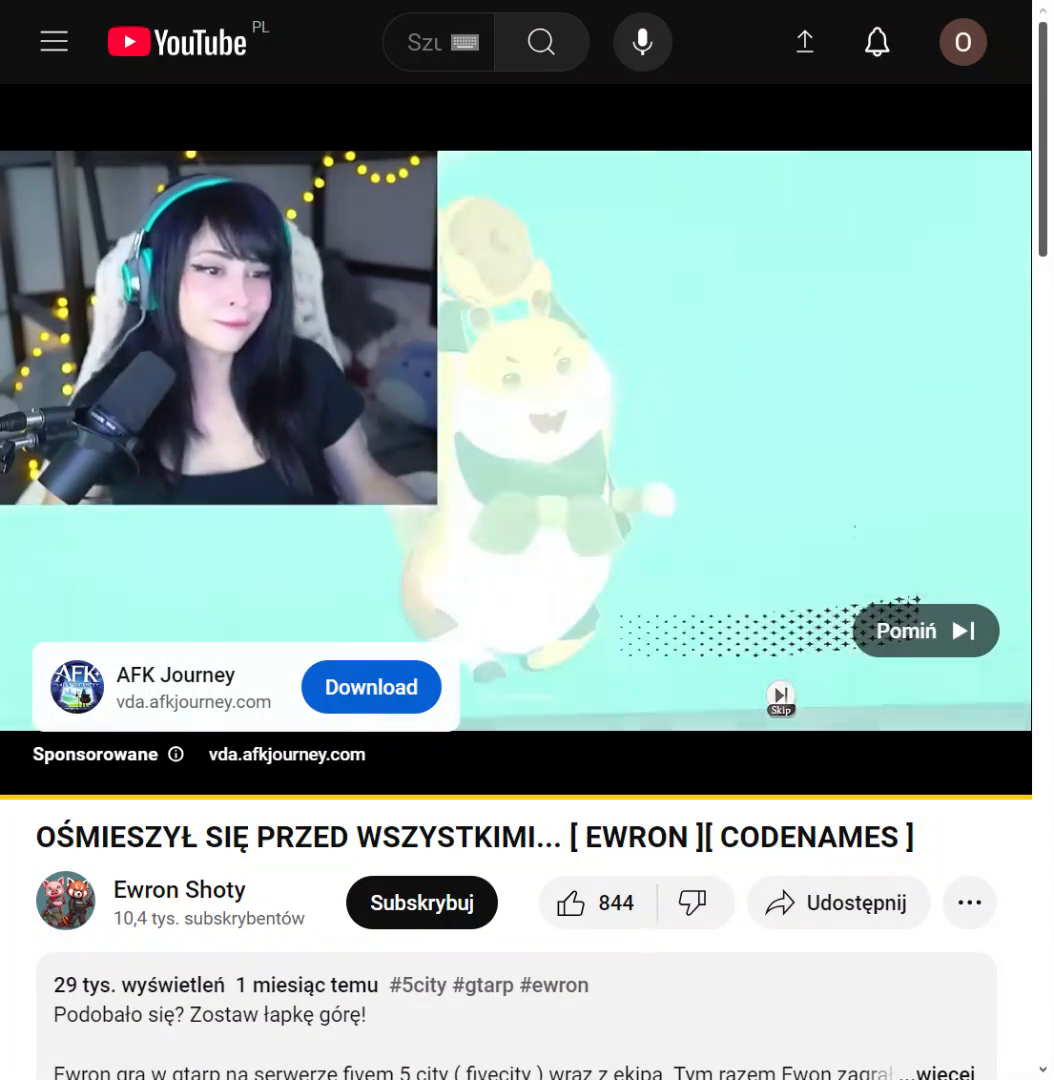 YouTube PL
Szu
O
Pomiń
AFK
AFK Journey
vda.afkjourney.com
Download
Skip
Sponsorowane vda.afkjourney.com
OŚMIESZYŁ SIĘ PRZED WSZYSTKIMI... [ EWRON ][ CODENAMES ]
Ewron Shoty
10,4 tys. subskrybentów
Subskrybuj
844
Udostępnij
29 tys. wyświetleń 1 miesiąc temu #5city #gtarp #ewron
Podobało się? Zostaw łapkę górę!
Ewron gra w gtarp na serwerze fivem 5 city ( fivecity ) wraz z ekipą. Tym razem Ewon zagrał ...więcej